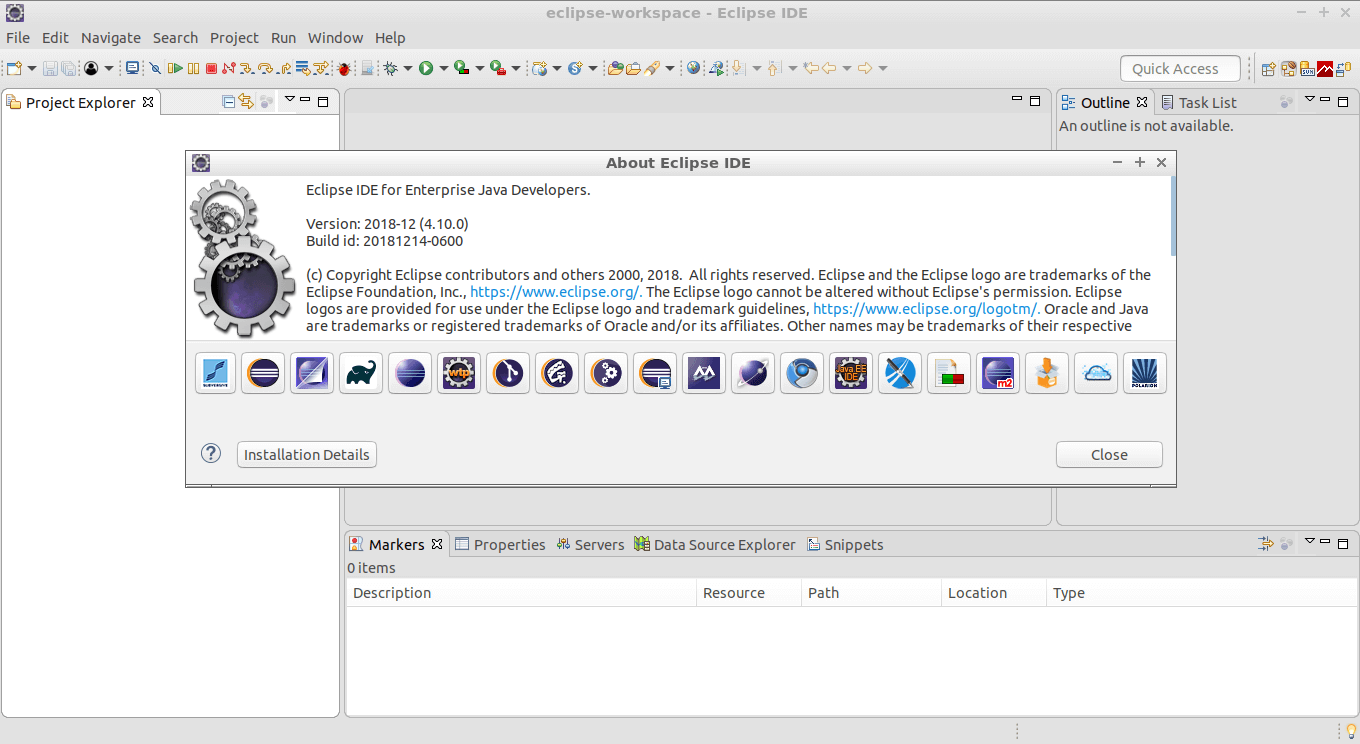 eclipse-workspace - Eclipse IDE
File Edit Navigate Search Project Run Window Help
Quick Access
Project Explorer
Outline Task List
An outline is not available.
About Eclipse IDE
Eclipse IDE for Enterprise Java Developers.
Version: 2018-12 (4.10.0)
Build id: 20181214-0600
(c) Copyright Eclipse contributors and others 2000, 2018.  All rights reserved. Eclipse and the Eclipse logo are trademarks of the
Eclipse Foundation, Inc., https://www.eclipse.org/. The Eclipse logo cannot be altered without Eclipse's permission. Eclipse
logos are provided for use under the Eclipse logo and trademark guidelines, https://www.eclipse.org/logotm/. Oracle and Java
are trademarks or registered trademarks of Oracle and/or its affiliates. Other names may be trademarks of their respective
wtp
Java EE
IDE
m2
POLARION
? Installation Details Close
Markers Properties Servers Data Source Explorer Snippets
0 items
Description Resource Path Location Type